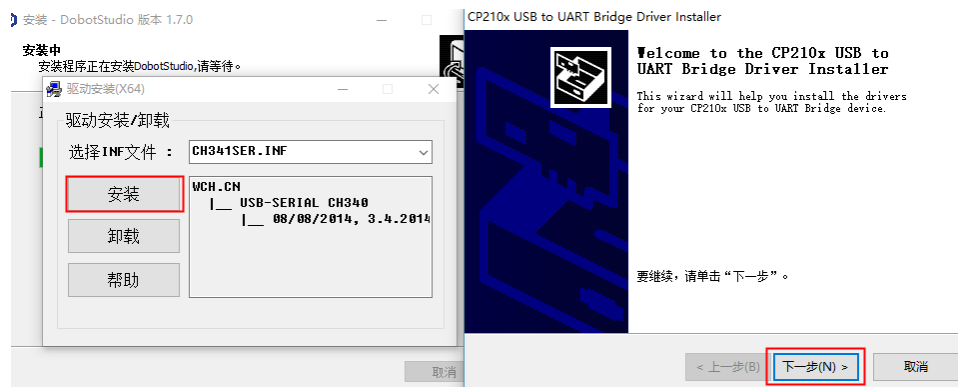 安装 - DobotStudio 版本 1.7.0
安装中
安装程序正在安装DobotStudio,请等待。
驱动安装(X64)
驱动安装/卸载
选择INF文件 :
CH341SER.INF
安装
卸载
帮助
WCH.CN
|__ USB-SERIAL CH340
|__ 08/08/2014, 3.4.2014
取消
CP210x USB to UART Bridge Driver Installer
Welcome to the CP210x USB to
UART Bridge Driver Installer
This wizard will help you install the drivers
for your CP210x USB to UART Bridge device.
要继续，请单击“下一步”。
< 上一步(B)
下一步(N) >
取消